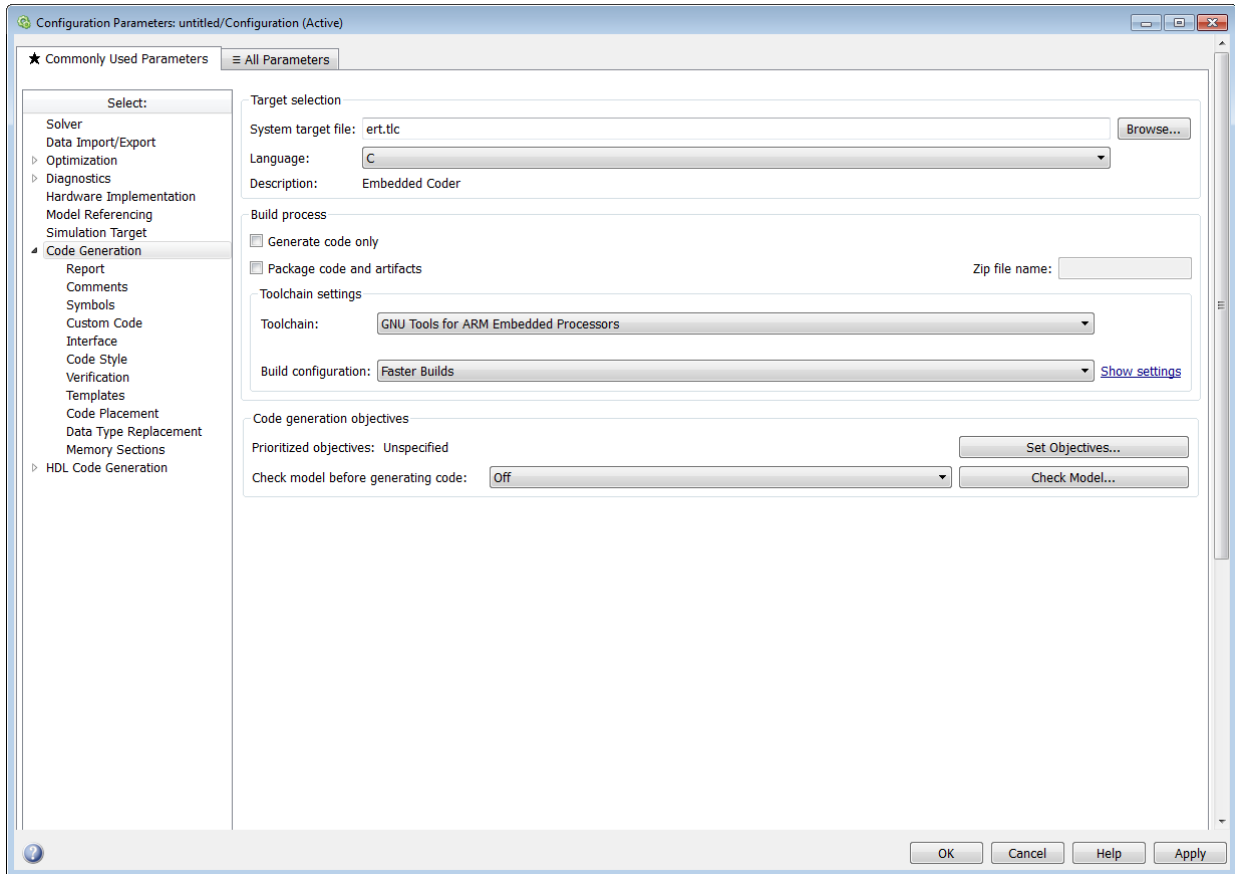 Configuration Parameters: untitled/Configuration (Active)
★ Commonly Used Parameters
≡ All Parameters
Select:
Solver
Data Import/Export
Optimization
Diagnostics
Hardware Implementation
Model Referencing
Simulation Target
Code Generation
Report
Comments
Symbols
Custom Code
Interface
Code Style
Verification
Templates
Code Placement
Data Type Replacement
Memory Sections
HDL Code Generation
Target selection
System target file: ert.tlc Browse...
Language: C
Description: Embedded Coder
Build process
Generate code only
Package code and artifacts Zip file name:
Toolchain settings
Toolchain: GNU Tools for ARM Embedded Processors
Build configuration: Faster Builds Show settings
Code generation objectives
Prioritized objectives: Unspecified Set Objectives...
Check model before generating code: Off Check Model...
? OK Cancel Help Apply